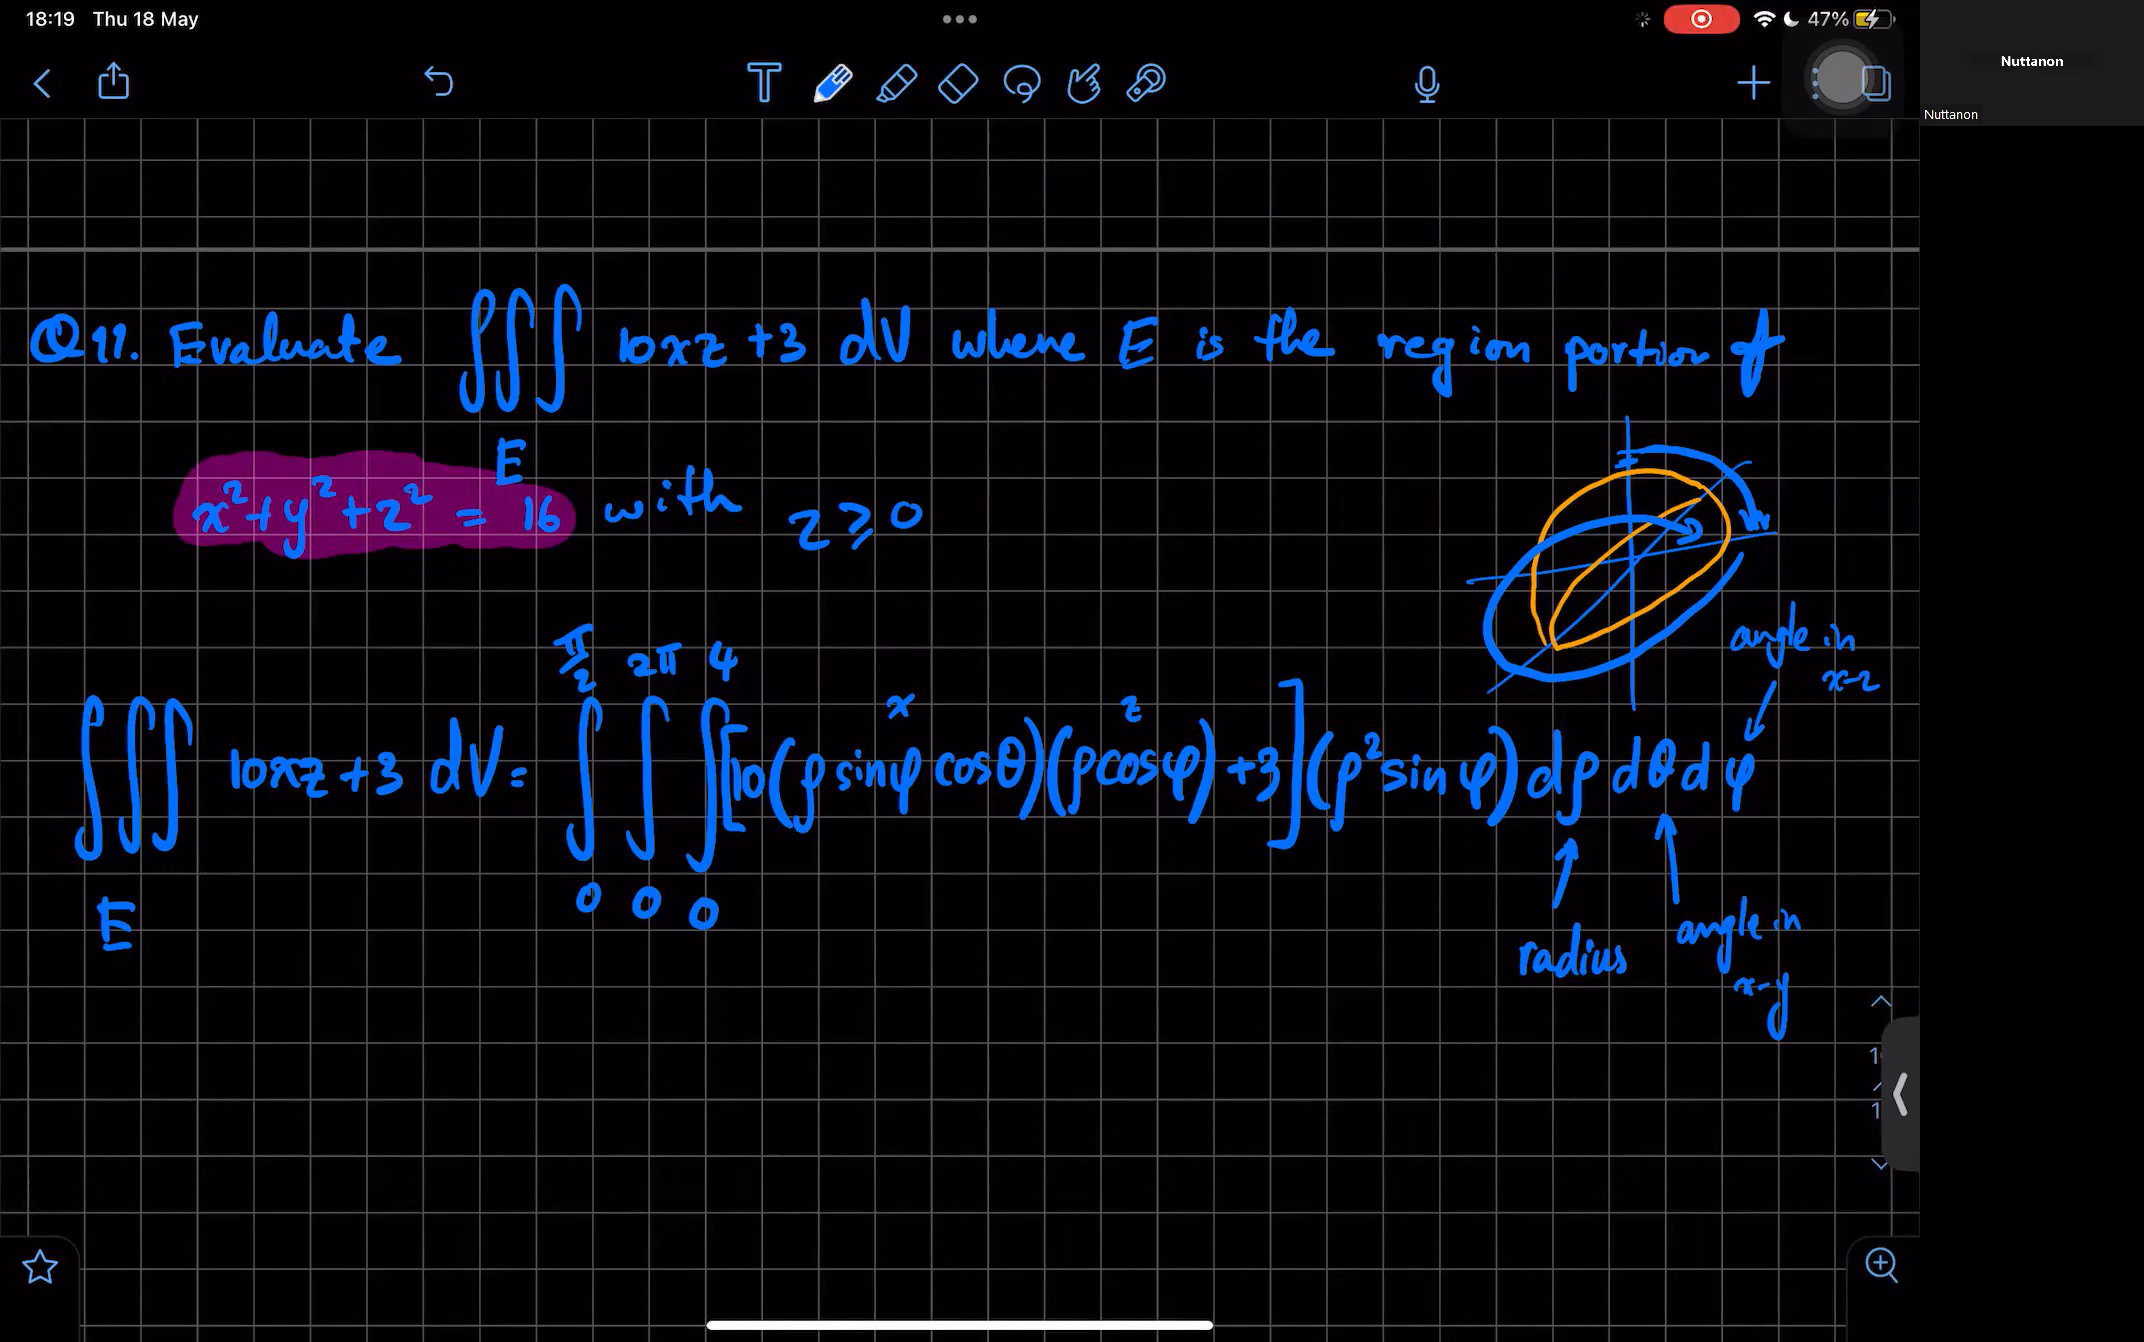 18:19 Thu 18 May
47%
Nuttanon
Nuttanon
Q11. Evaluate ∭ 10xz +3 dV where E is the region portion of
E
x²+y²+z² = 16 with z ≥ 0
angle in
x-z
π/2 2π 4
x z
∭ 10xz +3 dV = ∫ ∫ ∫ [10(ρ sinφ cosθ)(ρ cosφ) +3] (ρ² sin φ) dρ dθ dφ
E 0 0 0
radius
angle in
x-y